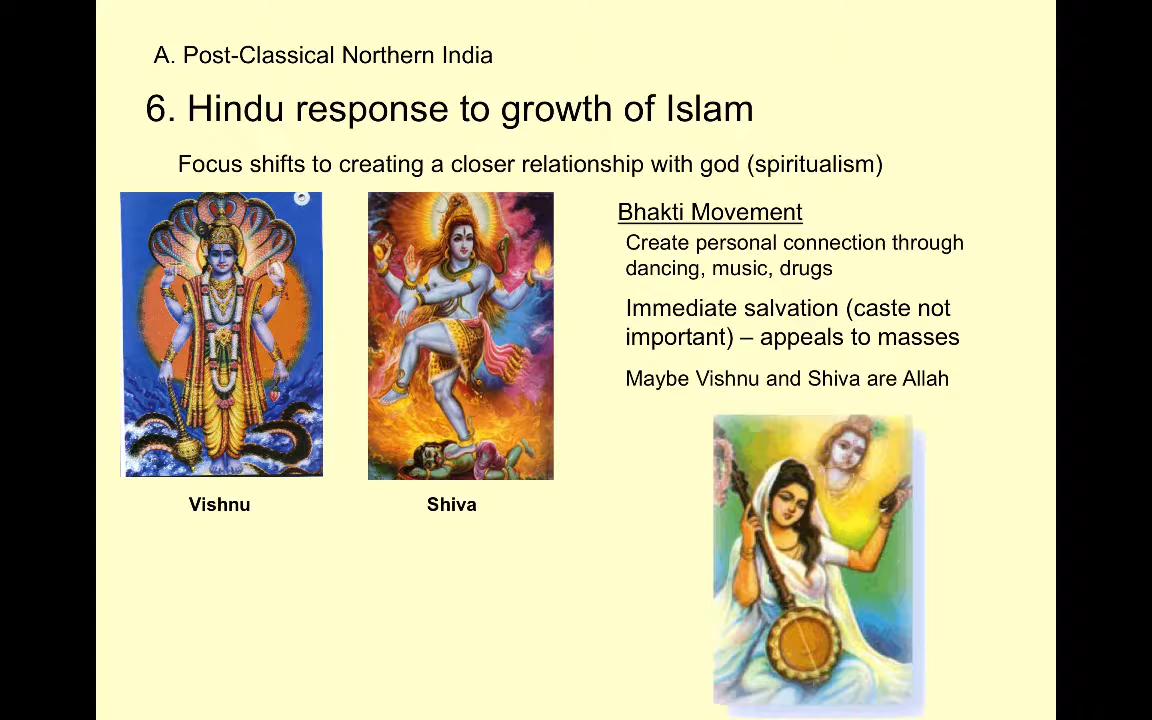 A. Post-Classical Northern India
6. Hindu response to growth of Islam
Focus shifts to creating a closer relationship with god (spiritualism)
Bhakti Movement
Create personal connection through
dancing, music, drugs
Immediate salvation (caste not
important) – appeals to masses
Maybe Vishnu and Shiva are Allah
Vishnu
Shiva